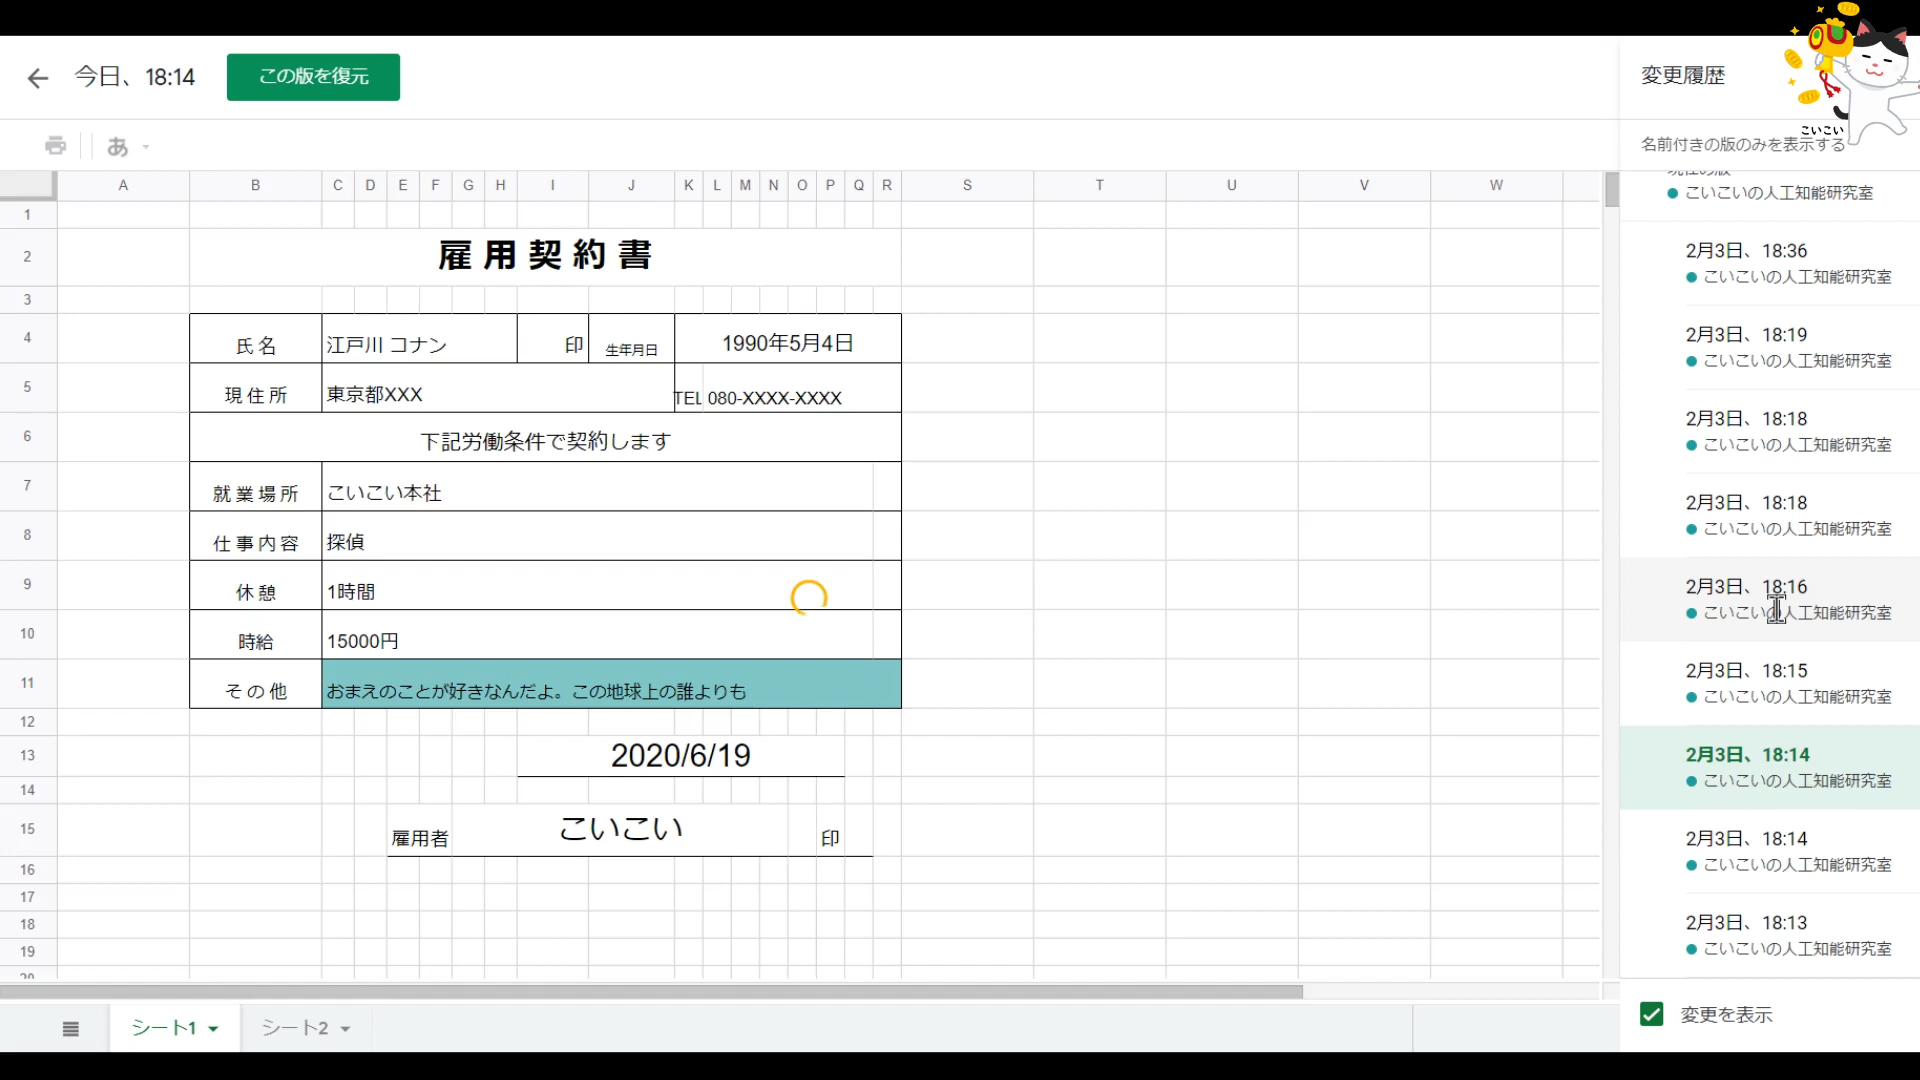 今日、18:14
この版を復元
変更履歴
こいこい
名前付きの版のみを表示する
あ
A B C D E F G H I J K L M N O P Q R S T U V W
1
2 雇用契約書
3
4 氏名 江戸川 コナン 印 生年月日 1990年5月4日
5 現住所 東京都XXX TEL 080-XXXX-XXXX
6 下記労働条件で契約します
7 就業場所 こいこい本社
8 仕事内容 探偵
9 休憩 1時間
10 時給 15000円
11 その他 おまえのことが好きなんだよ。この地球上の誰よりも
12
13 2020/6/19
14
15 雇用者 こいこい 印
16
17
18
19
20
現在の版
こいこいの人工知能研究室
2月3日、18:36
こいこいの人工知能研究室
2月3日、18:19
こいこいの人工知能研究室
2月3日、18:18
こいこいの人工知能研究室
2月3日、18:18
こいこいの人工知能研究室
2月3日、18:16
こいこいの人工知能研究室
2月3日、18:15
こいこいの人工知能研究室
2月3日、18:14
こいこいの人工知能研究室
2月3日、18:14
こいこいの人工知能研究室
2月3日、18:13
こいこいの人工知能研究室
変更を表示
シート1 シート2